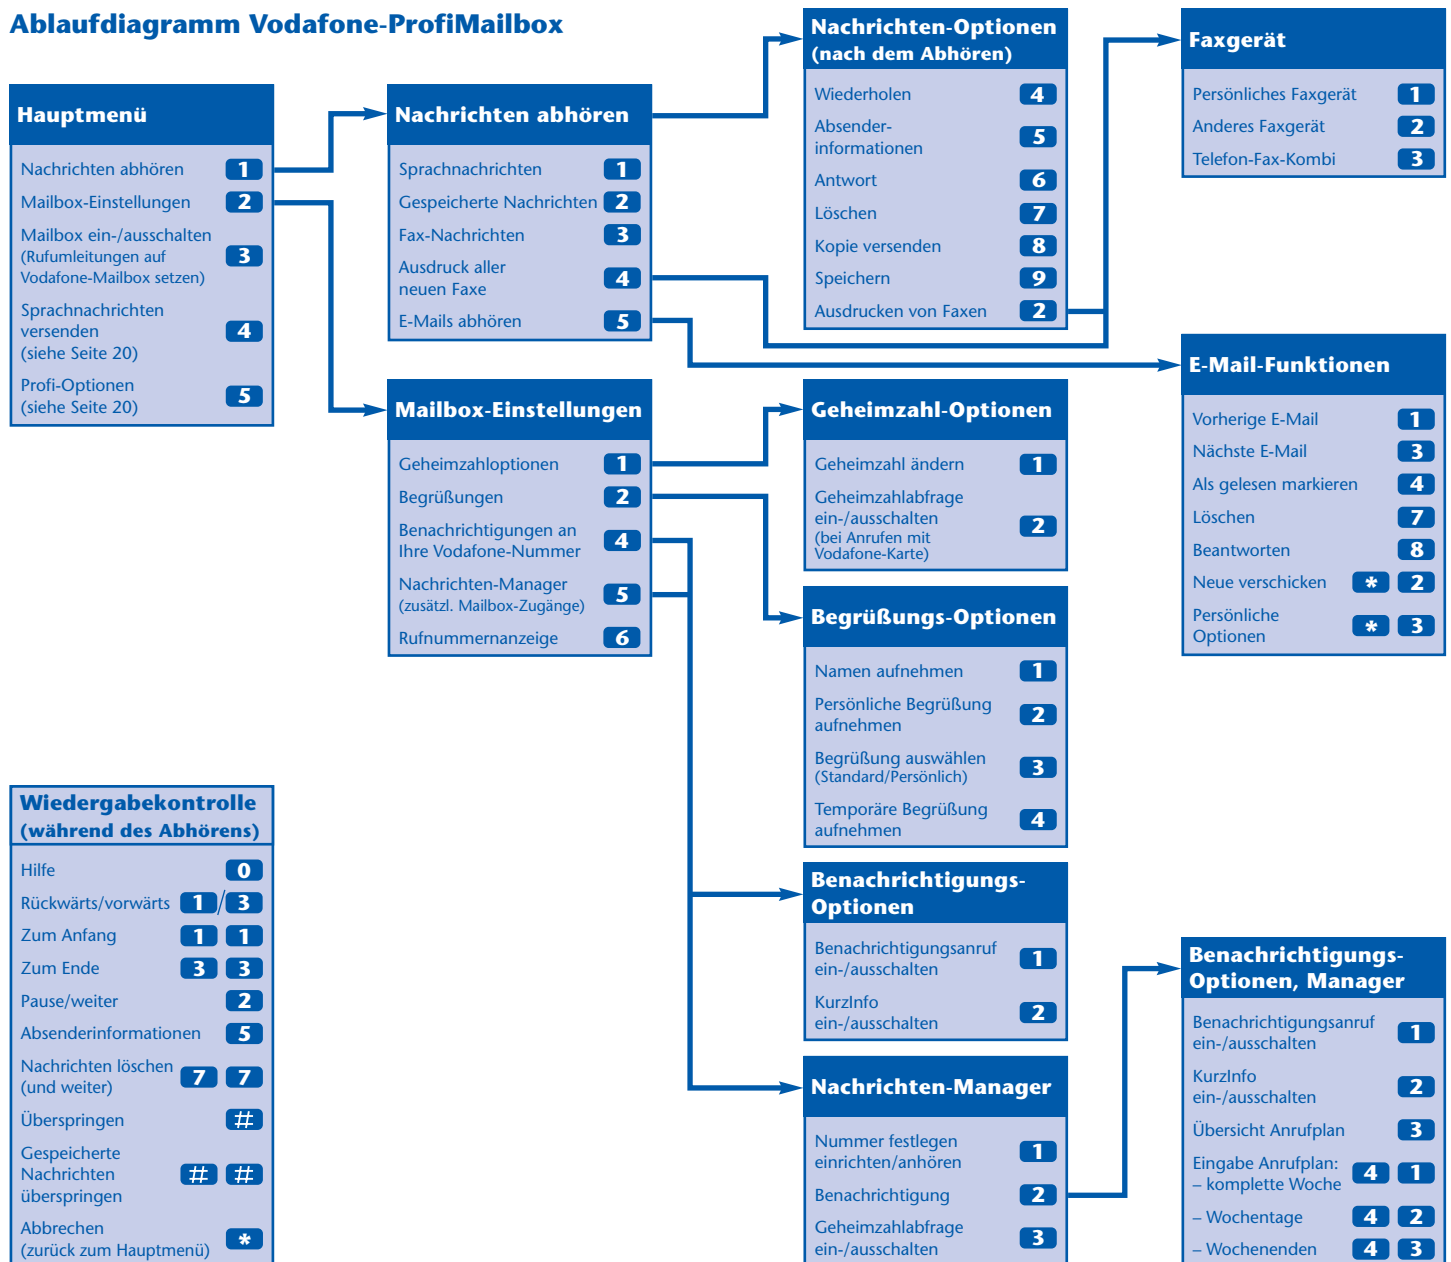 Ablaufdiagramm Vodafone-ProfiMailbox
Hauptmenü
Nachrichten abhören 1
Mailbox-Einstellungen 2
Mailbox ein-/ausschalten
(Rufumleitungen auf 3
Vodafone-Mailbox setzen)
Sprachnachrichten
versenden 4
(siehe Seite 20)
Profi-Optionen
(siehe Seite 20) 5
Nachrichten abhören
Sprachnachrichten 1
Gespeicherte Nachrichten 2
Fax-Nachrichten 3
Ausdruck aller
neuen Faxe 4
E-Mails abhören 5
Nachrichten-Optionen
(nach dem Abhören)
Wiederholen 4
Absender-
informationen 5
Antwort 6
Löschen 7
Kopie versenden 8
Speichern 9
Ausdrucken von Faxen 2
Faxgerät
Persönliches Faxgerät 1
Anderes Faxgerät 2
Telefon-Fax-Kombi 3
E-Mail-Funktionen
Vorherige E-Mail 1
Nächste E-Mail 3
Als gelesen markieren 4
Löschen 7
Beantworten 8
Neue verschicken * 2
Persönliche
Optionen * 3
Mailbox-Einstellungen
Geheimzahloptionen 1
Begrüßungen 2
Benachrichtigungen an
Ihre Vodafone-Nummer 4
Nachrichten-Manager
(zusätzl. Mailbox-Zugänge) 5
Rufnummernanzeige 6
Geheimzahl-Optionen
Geheimzahl ändern 1
Geheimzahlabfrage
ein-/ausschalten 2
(bei Anrufen mit
Vodafone-Karte)
Begrüßungs-Optionen
Namen aufnehmen 1
Persönliche Begrüßung
aufnehmen 2
Begrüßung auswählen
(Standard/Persönlich) 3
Temporäre Begrüßung
aufnehmen 4
Benachrichtigungs-
Optionen
Benachrichtigungsanruf
ein-/ausschalten 1
KurzInfo
ein-/ausschalten 2
Nachrichten-Manager
Nummer festlegen
einrichten/anhören 1
Benachrichtigung 2
Geheimzahlabfrage
ein-/ausschalten 3
Benachrichtigungs-
Optionen, Manager
Benachrichtigungsanruf
ein-/ausschalten 1
KurzInfo
ein-/ausschalten 2
Übersicht Anrufplan 3
Eingabe Anrufplan:
– komplette Woche 4 1
– Wochentage 4 2
– Wochenenden 4 3
Wiedergabekontrolle
(während des Abhörens)
Hilfe 0
Rückwärts/vorwärts 1/3
Zum Anfang 1 1
Zum Ende 3 3
Pause/weiter 2
Absenderinformationen 5
Nachrichten löschen
(und weiter) 7 7
Überspringen #
Gespeicherte
Nachrichten # #
überspringen
Abbrechen
(zurück zum Hauptmenü) *